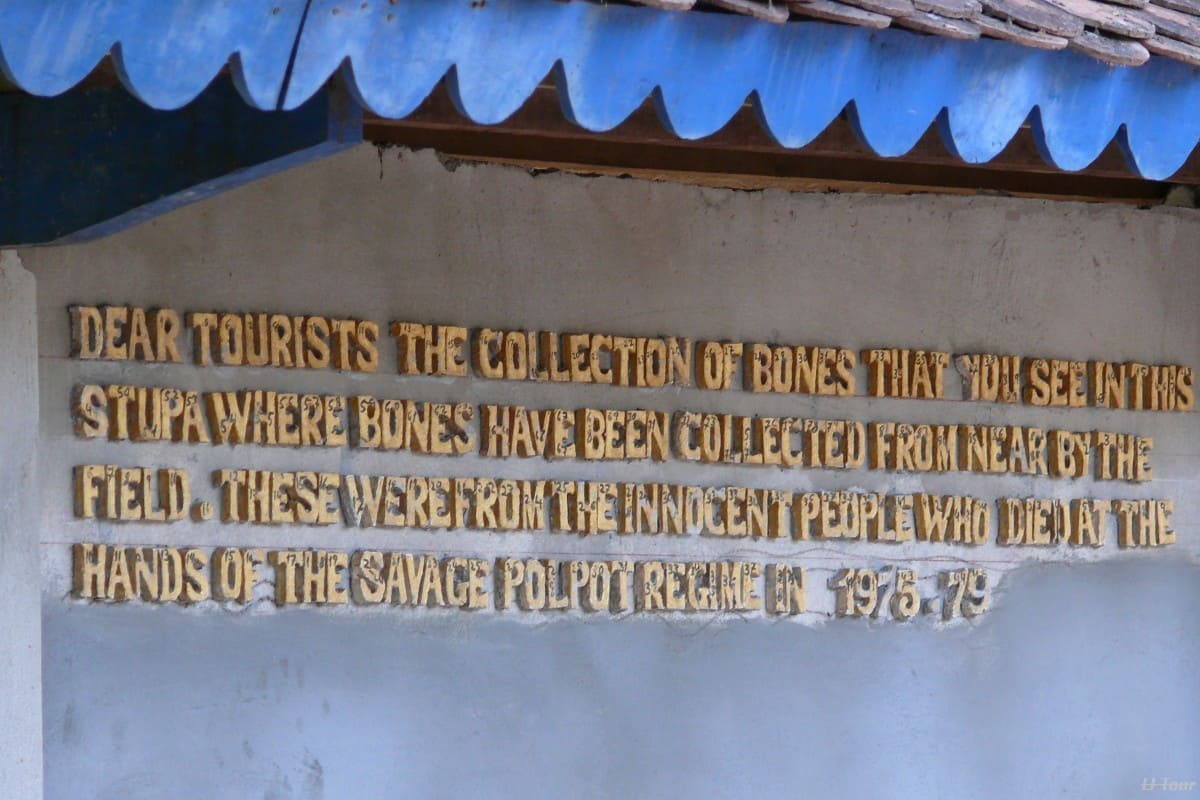 DEAR TOURISTS THE COLLECTION OF BONES THAT YOU SEE IN THIS
STUPA WHERE BONES HAVE BEEN COLLECTED FROM NEAR BY THE
FIELD. THESE WERE FROM THE INNOCENT PEOPLE WHO DIED AT THE
HANDS OF THE SAVAGE POLPOT REGIME IN 1975-79